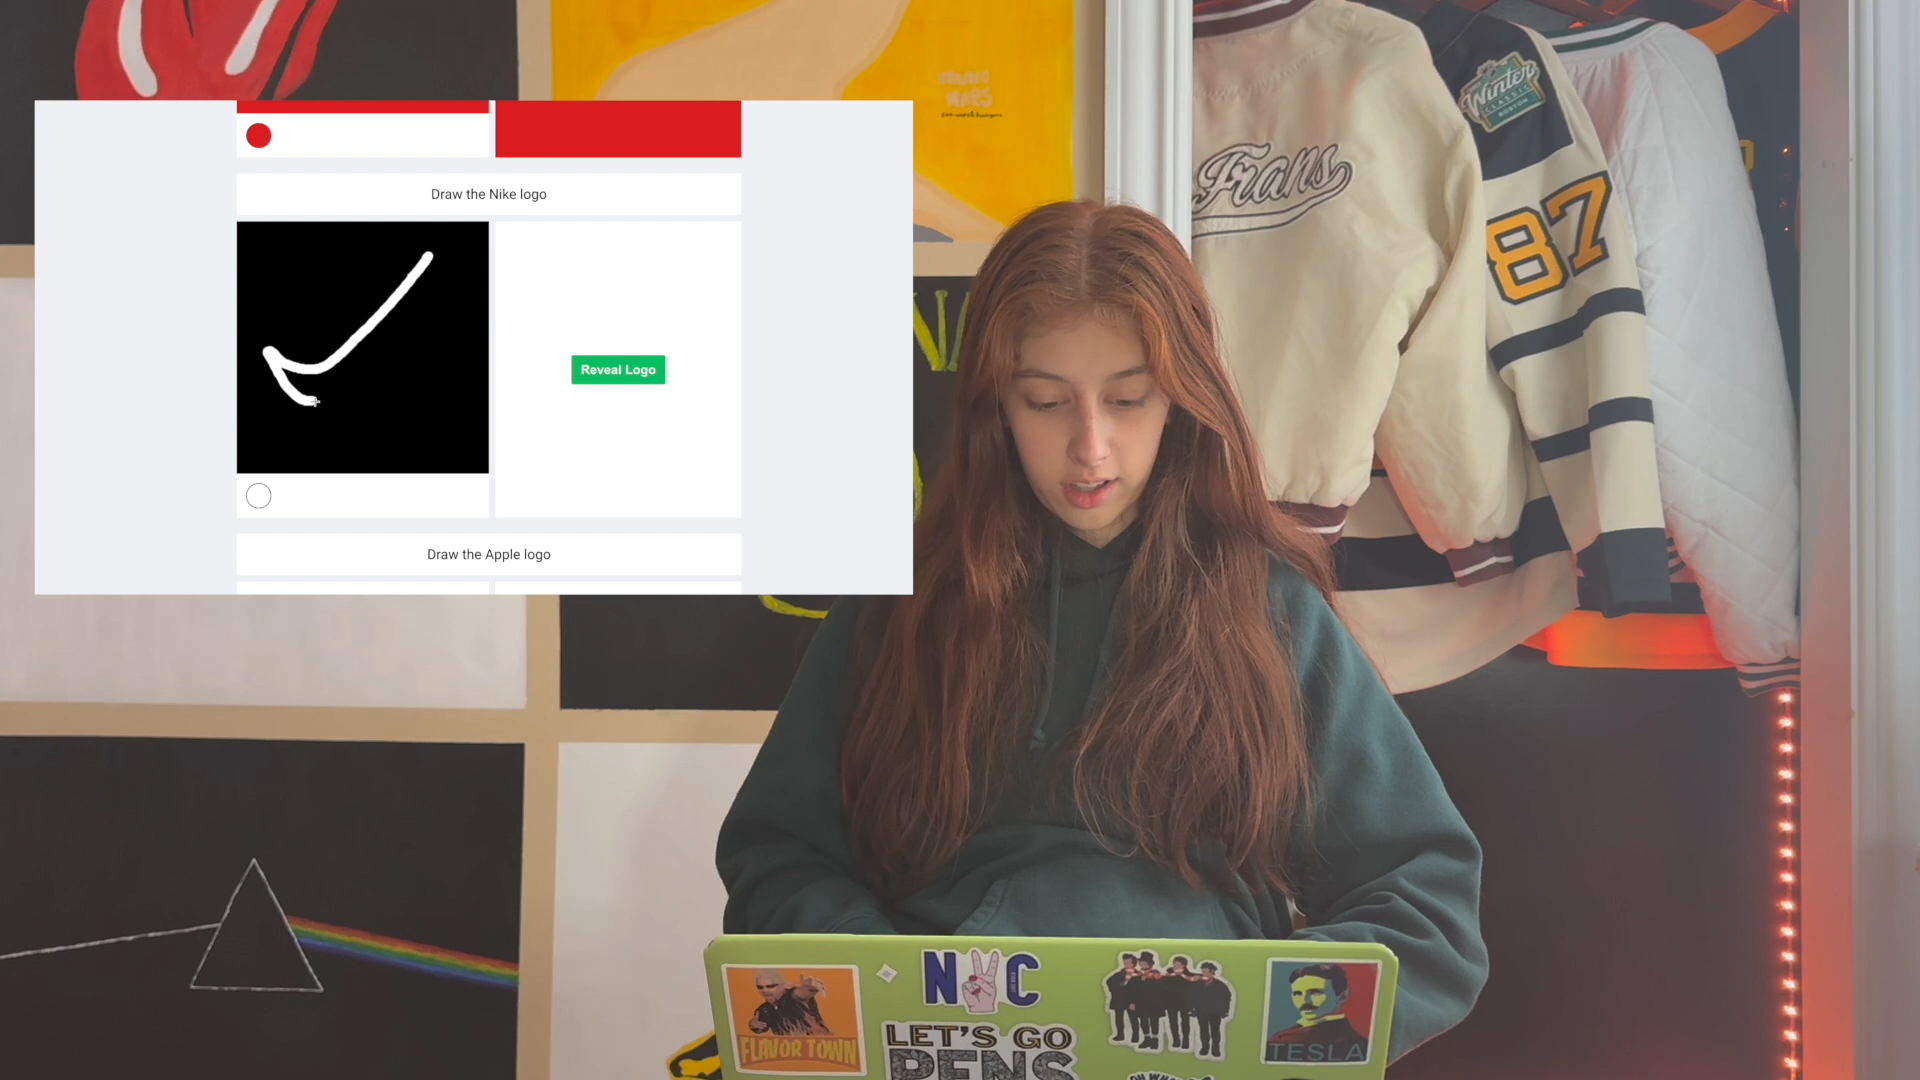 Draw the Nike logo
Reveal Logo
Draw the Apple logo
Winter
CLASSIC
BOSTON
Frans
87
NYC
FLAVOR TOWN
LET'S GO
PENS
TESLA